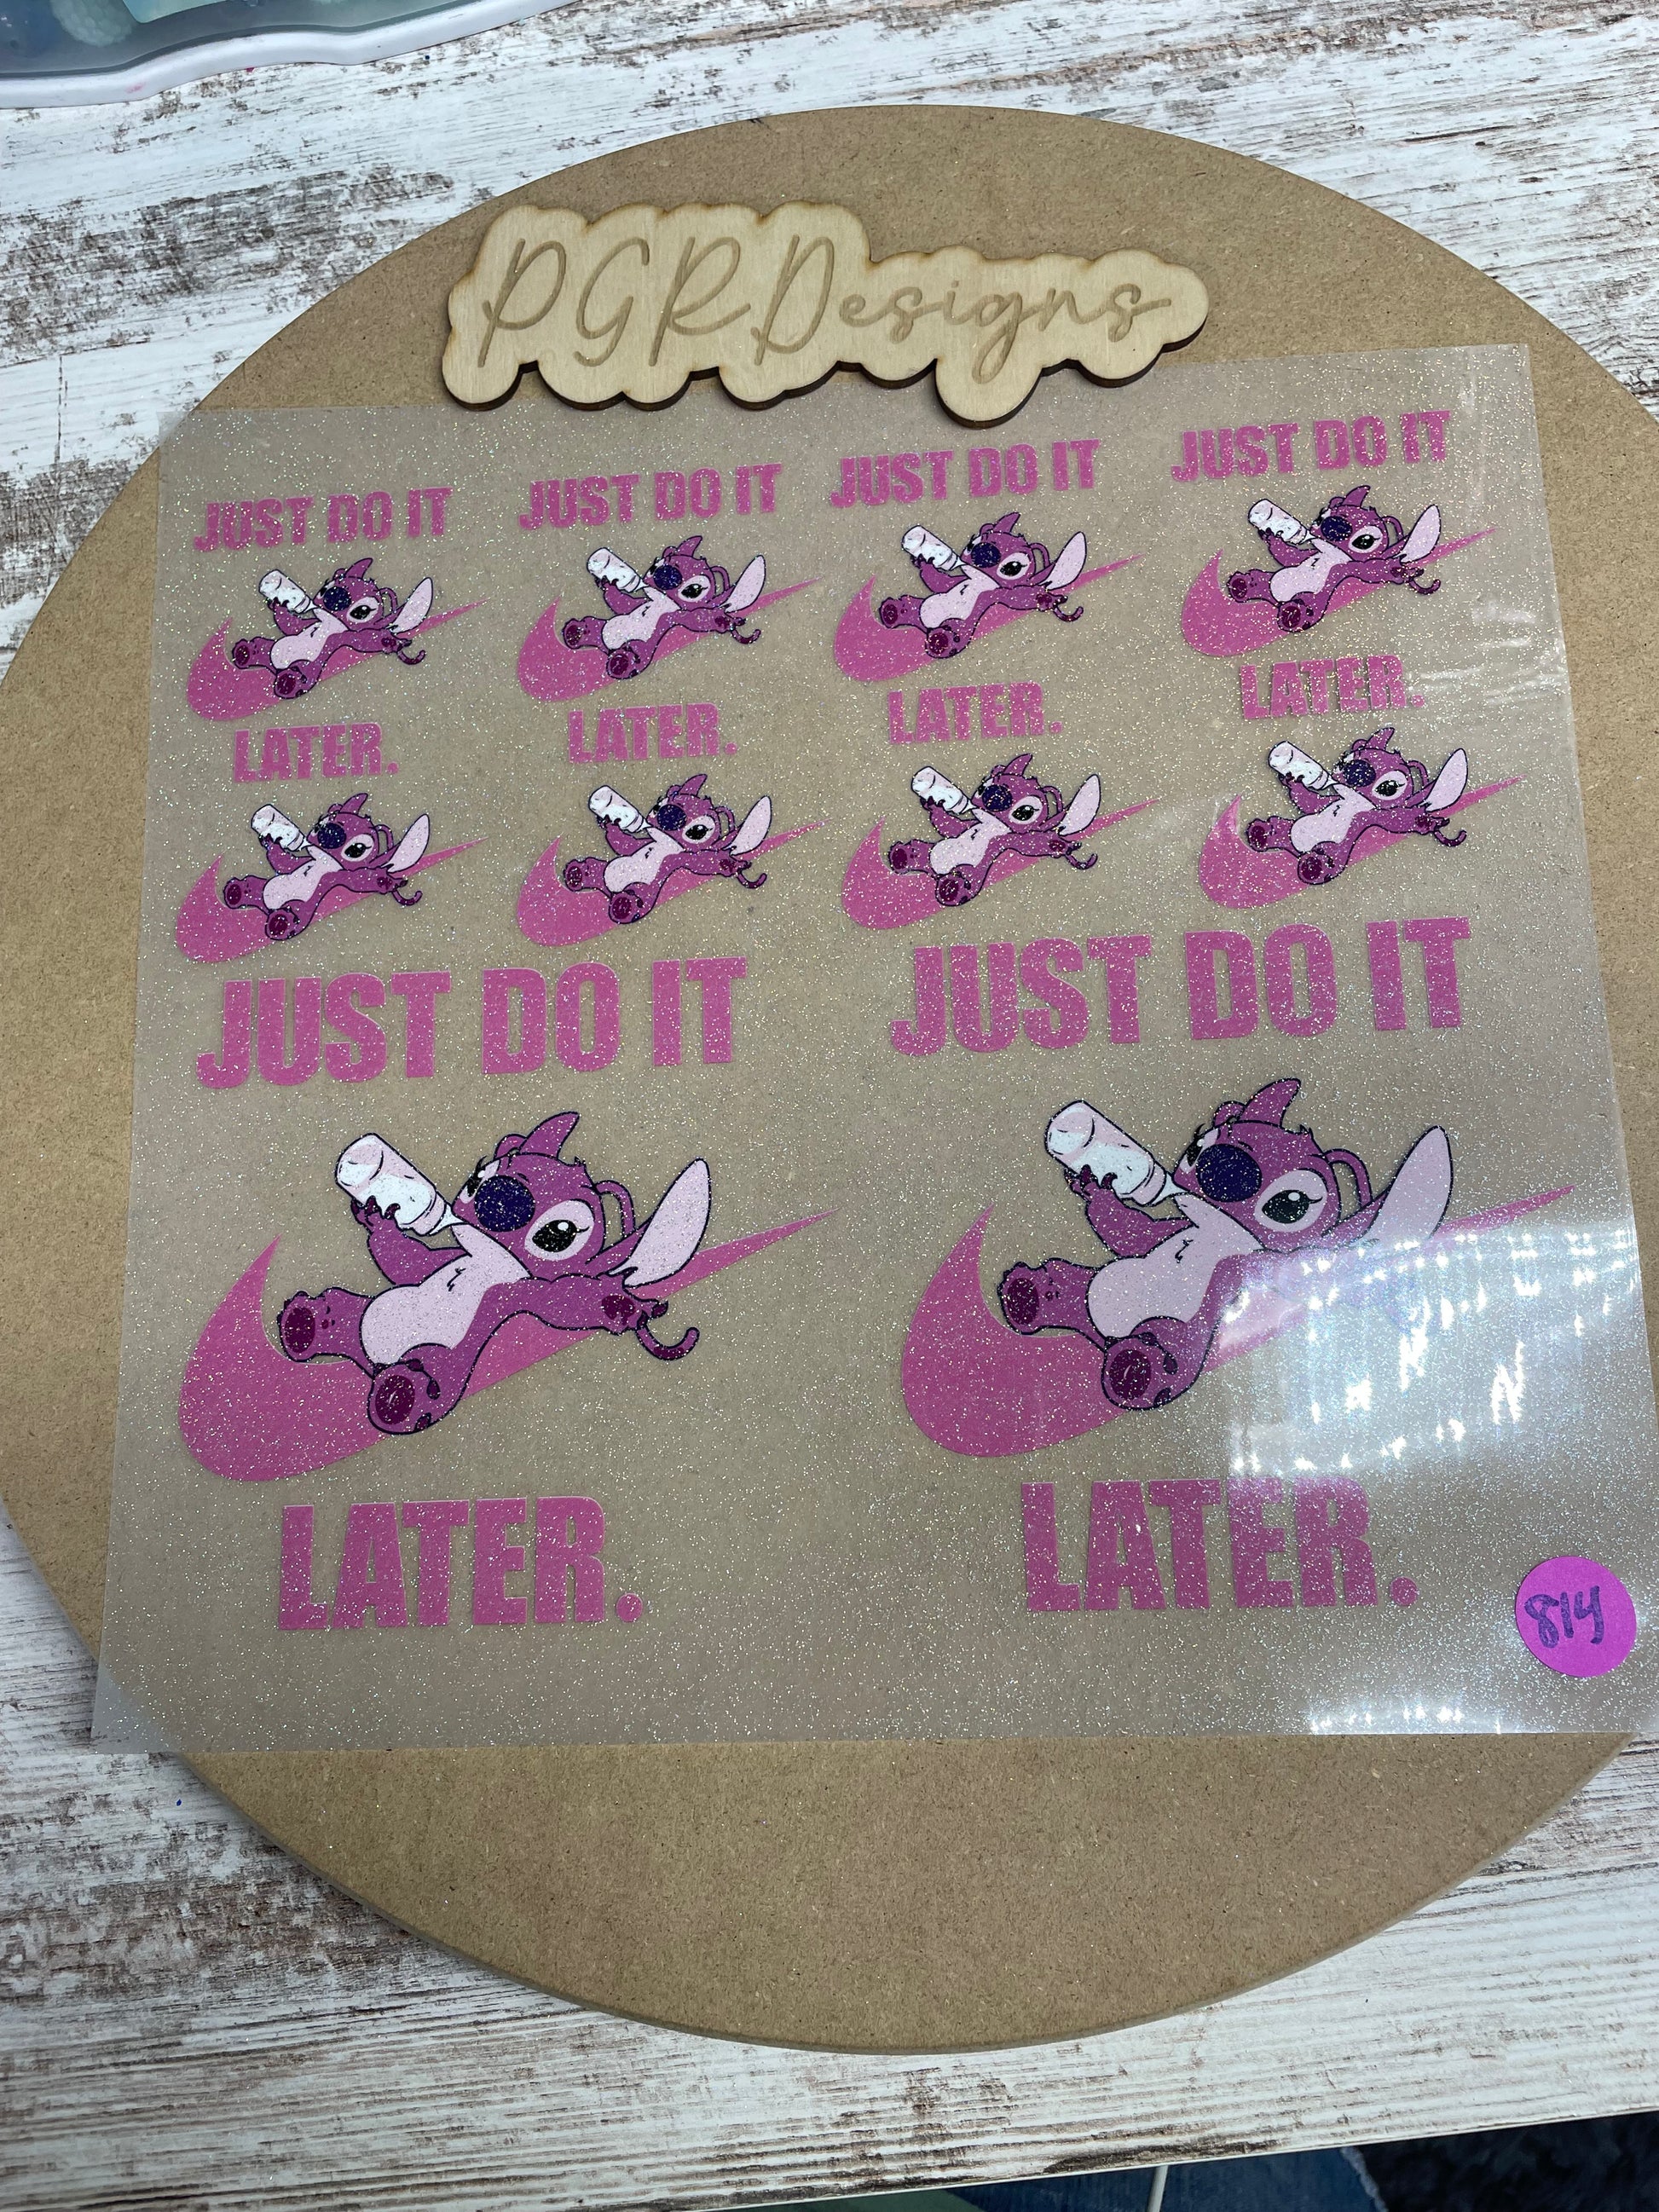 PGRDesigns
JUST DO IT JUST DO IT JUST DO IT JUST DO IT
LATER. LATER. LATER. LATER.
JUST DO IT JUST DO IT
LATER. LATER.
814